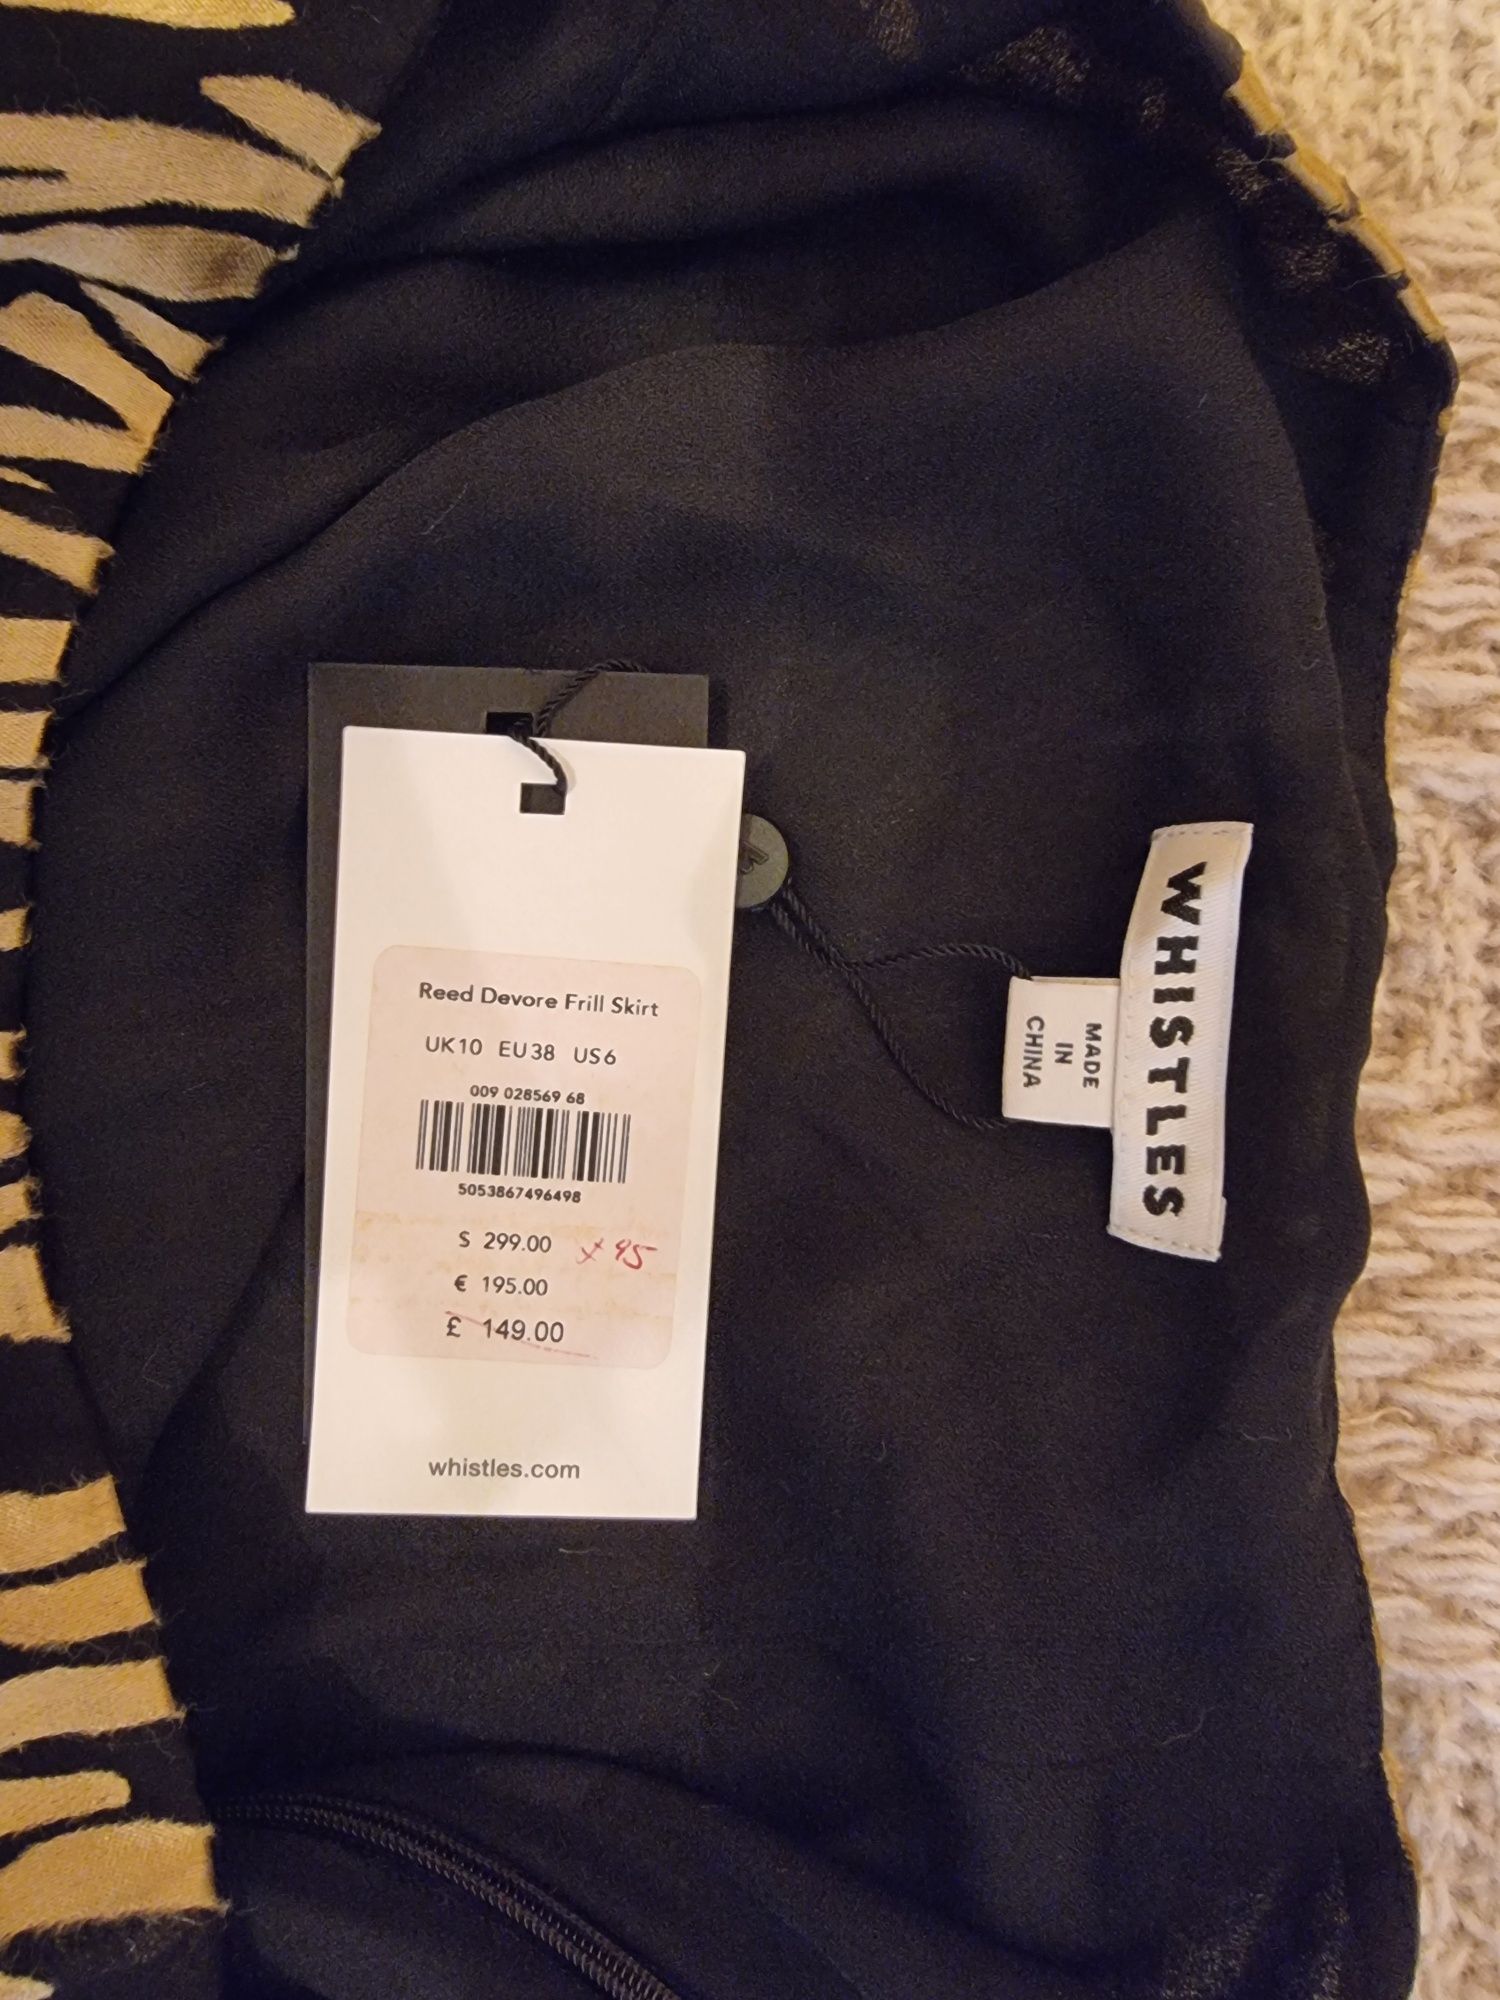 Reed Devore Frill Skirt
UK10 EU38 US6
009 028569 68
5053867496498
$ 299.00
€ 195.00
£ 149.00
whistles.com
WHISTLES
MADE
IN
CHINA